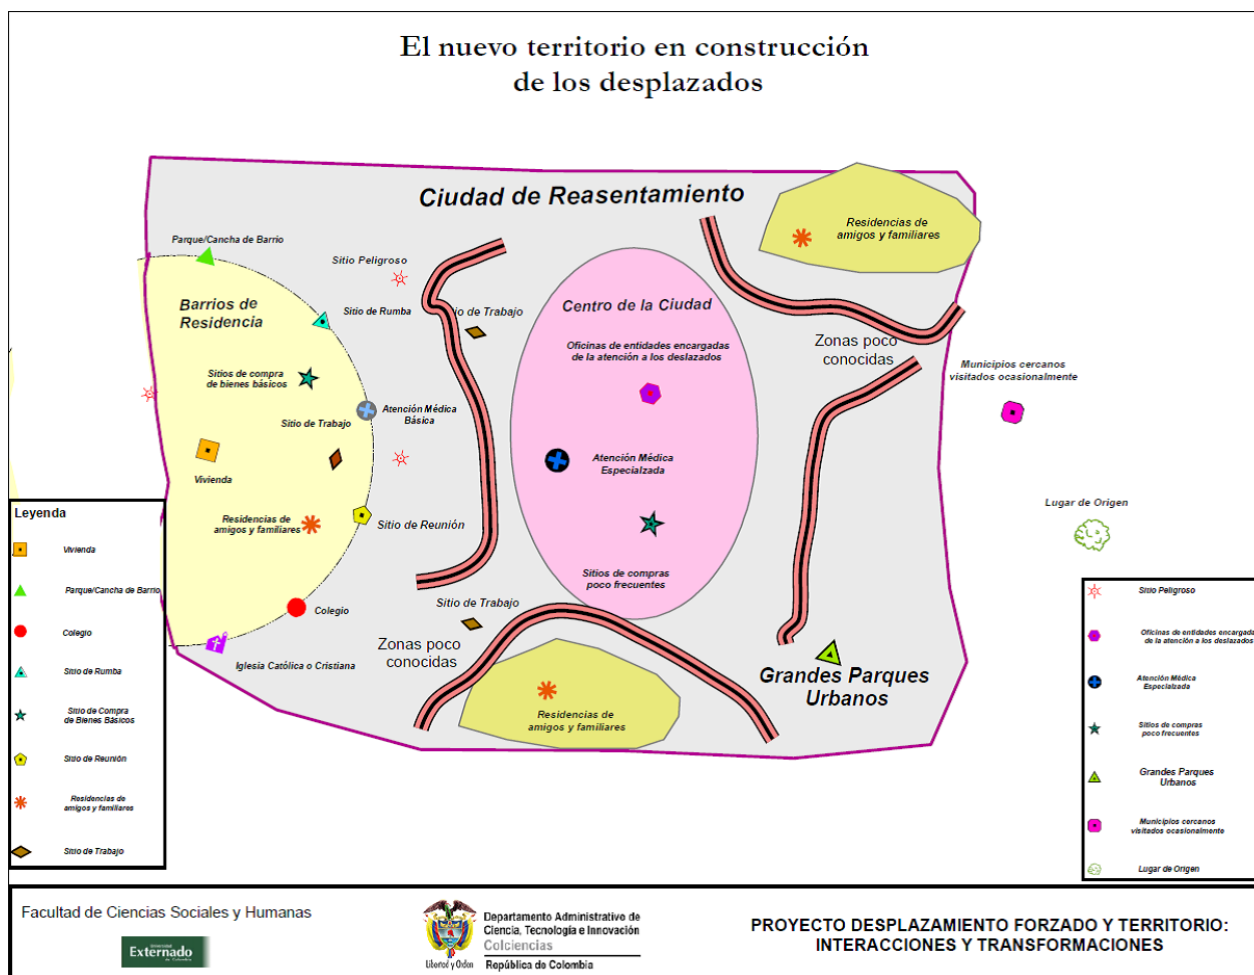 El nuevo territorio en construcción
de los desplazados
Ciudad de Reasentamiento
Residencias de
amigos y familiares
Parque/Cancha de Barrio
Sitio Peligroso
Barrios de
Residencia
Sitio de Rumba
Sitio de Trabajo
Centro de la Ciudad
Oficinas de entidades encargadas
de la atención a los deslazados
Zonas poco
conocidas
Municipios cercanos
visitados ocasionalmente
Sitios de compra
de bienes básicos
Atención Médica
Básica
Sitio de Trabajo
Vivienda
Atención Médica
Especialzada
Residencias de
amigos y familiares
Sitio de Reunión
Lugar de Origen
Sitios de compras
poco frecuentes
Colegio
Sitio de Trabajo
Zonas poco
conocidas
Iglesia Católica o Cristiana
Grandes Parques
Urbanos
Residencias de
amigos y familiares
Leyenda
Vivienda
Parque/Cancha de Barrio
Colegio
Sitio de Rumba
Sitio de Compra
de Bienes Básicos
Sitio de Reunión
Residencias de
amigos y familiares
Sitio de Trabajo
Sitio Peligroso
Oficinas de entidades encargada
de la atención a los deslazados
Atención Médica
Especialzada
Sitios de compras
poco frecuentes
Grandes Parques
Urbanos
Municipios cercanos
visitados ocasionalmente
Lugar de Origen
Facultad de Ciencias Sociales y Humanas
Externado
Libertad y Orden
Departamento Administrativo de
Ciencia, Tecnología e Innovación
Colciencias
República de Colombia
PROYECTO DESPLAZAMIENTO FORZADO Y TERRITORIO:
INTERACCIONES Y TRANSFORMACIONES